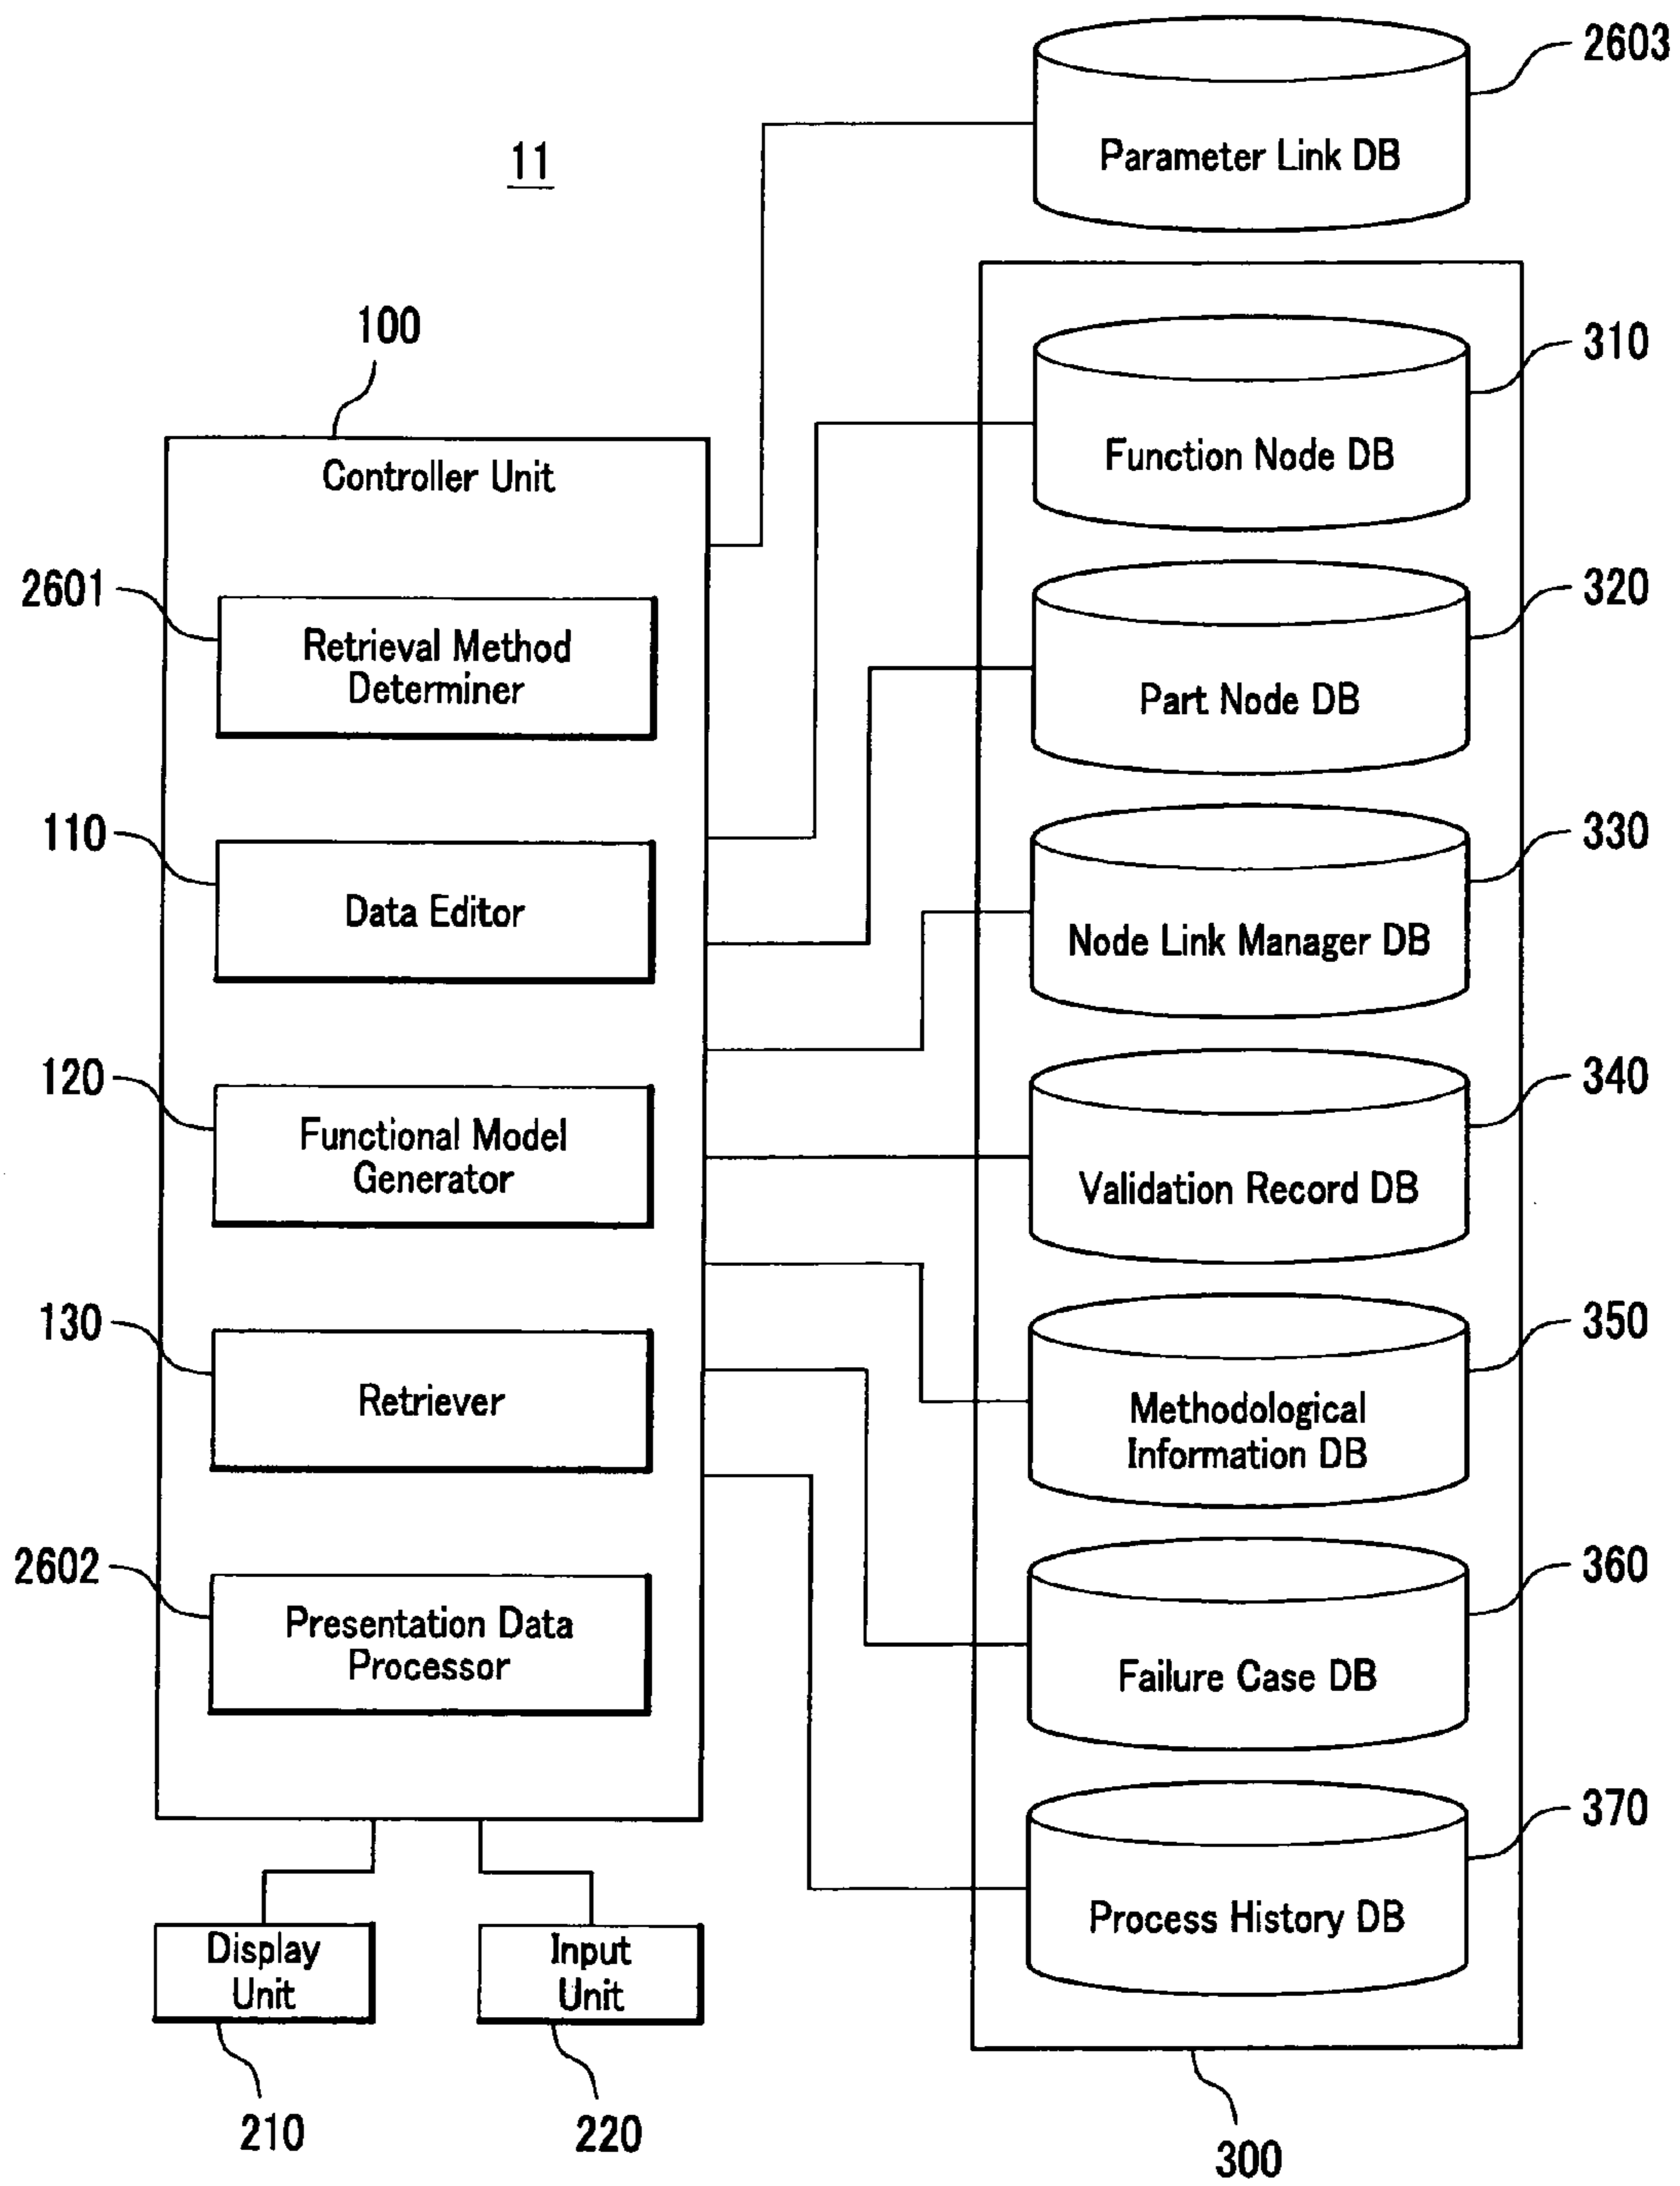 11
2603
Parameter Link DB
100
Controller Unit
2601
Retrieval Method
Determiner
110
Data Editor
120
Functional Model
Generator
130
Retriever
2602
Presentation Data
Processor
Display
Unit
210
Input
Unit
220
310
Function Node DB
320
Part Node DB
330
Node Link Manager DB
340
Validation Record DB
350
Methodological
Information DB
360
Failure Case DB
370
Process History DB
300